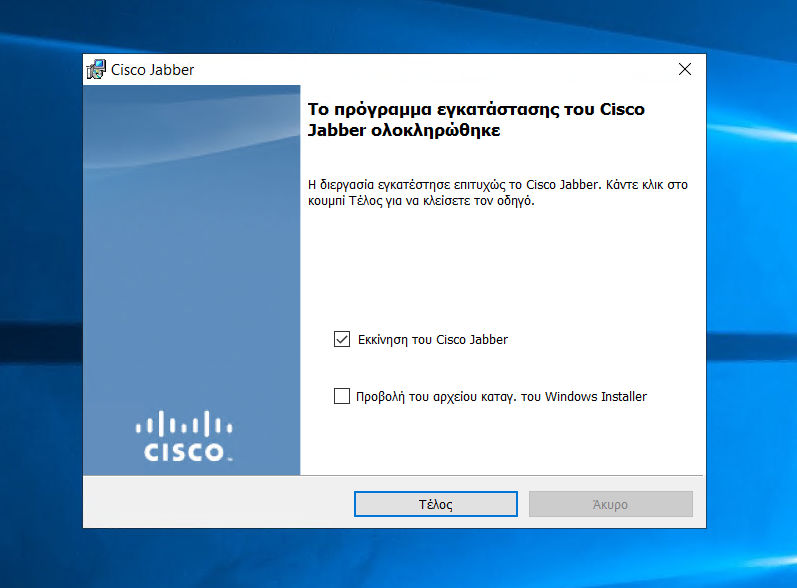 Cisco Jabber
Το πρόγραμμα εγκατάστασης του Cisco
Jabber ολοκληρώθηκε
Η διεργασία εγκατέστησε επιτυχώς το Cisco Jabber. Κάντε κλικ στο
κουμπί Τέλος για να κλείσετε τον οδηγό.
Εκκίνηση του Cisco Jabber
Προβολή του αρχείου καταγ. του Windows Installer
CISCO™
Τέλος
Άκυρο